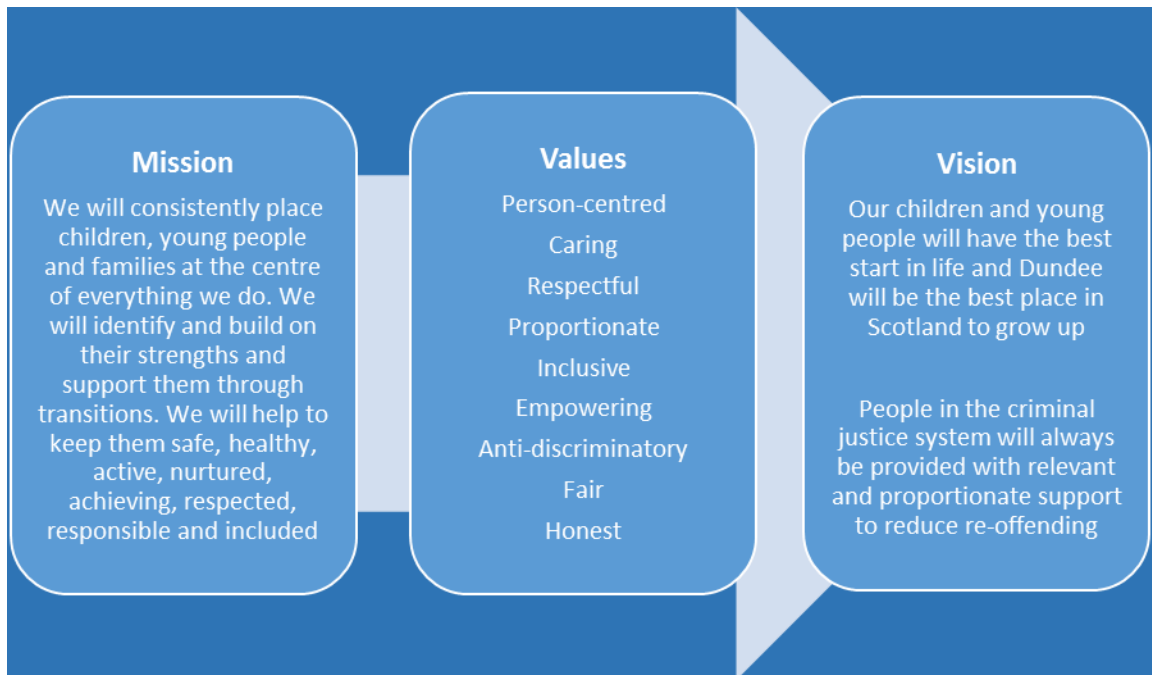 Mission
We will consistently place
children, young people
and families at the centre
of everything we do. We
will identify and build on
their strengths and
support them through
transitions. We will help to
keep them safe, healthy,
active, nurtured,
achieving, respected,
responsible and included
Values
Person-centred
Caring
Respectful
Proportionate
Inclusive
Empowering
Anti-discriminatory
Fair
Honest
Vision
Our children and young
people will have the best
start in life and Dundee
will be the best place in
Scotland to grow up
People in the criminal
justice system will always
be provided with relevant
and proportionate support
to reduce re-offending